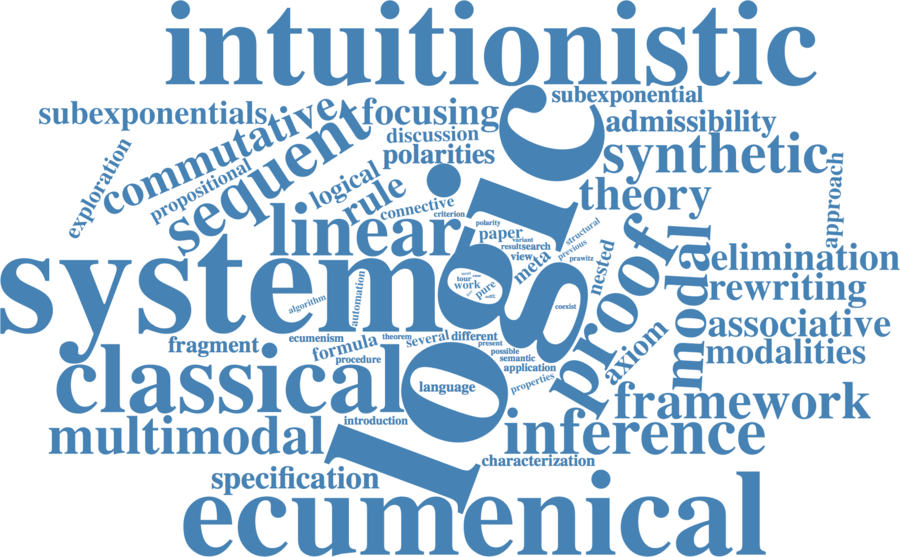 intuitionistic
subexponential
subexponentials
focusing
commutative
sequent
discussion
polarities
admissibility
synthetic
exploration
propositional
logical
rule
connective
criterion
theory
approach
linear
logic
polarity
paper
variant
result
search
view
meta
structural
previous
prawitz
nested
proof
modal
elimination
rewriting
system
tour
work
pure
coexist
automation
algorithm
associative
modalities
axiom
ecumenism
theorem
several
different
present
fragment
formula
procedure
possible
semantic
application
properties
classical
language
framework
introduction
multimodal
inference
characterization
specification
ecumenical